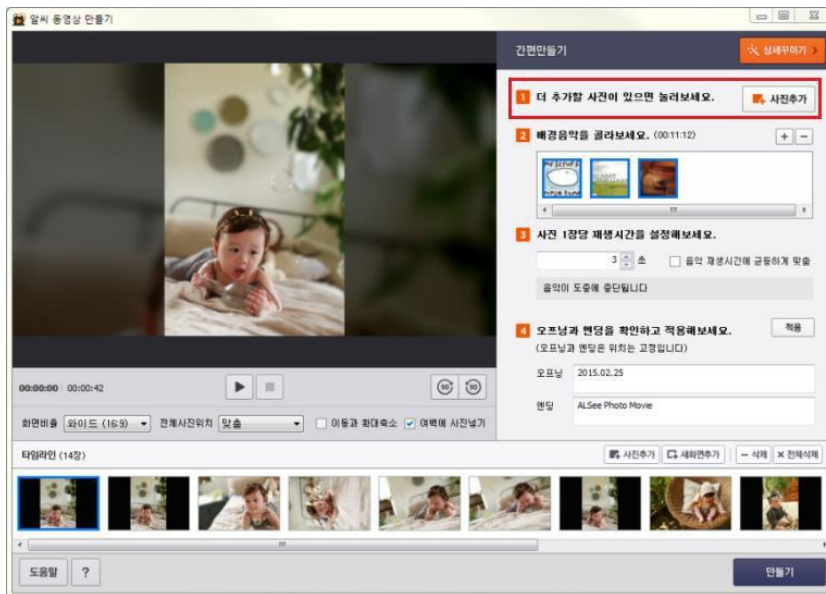 알씨 동영상 만들기
간편만들기
상세꾸미기 >
1 더 추가할 사진이 있으면 눌러보세요.
사진추가
2 배경음악을 골라보세요. (00:11:12)
3 사진 1장당 재생시간을 설정해보세요.
3 초
음악 재생시간에 균등하게 맞춤
음악이 도중에 중단됩니다
4 오프닝과 엔딩을 확인하고 적용해보세요.
적용
(오프닝과 엔딩은 위치는 고정입니다)
오프닝 2015.02.25
엔딩 ALSee Photo Movie
00:00:00 00:00:42
90 90
화면비율 와이드 (16:9) 전체사진위치 맞춤 이동과 확대축소 여백에 사진넣기
타임라인 (14장)
사진추가 새화면추가 삭제 × 전체삭제
도움말 ?
만들기